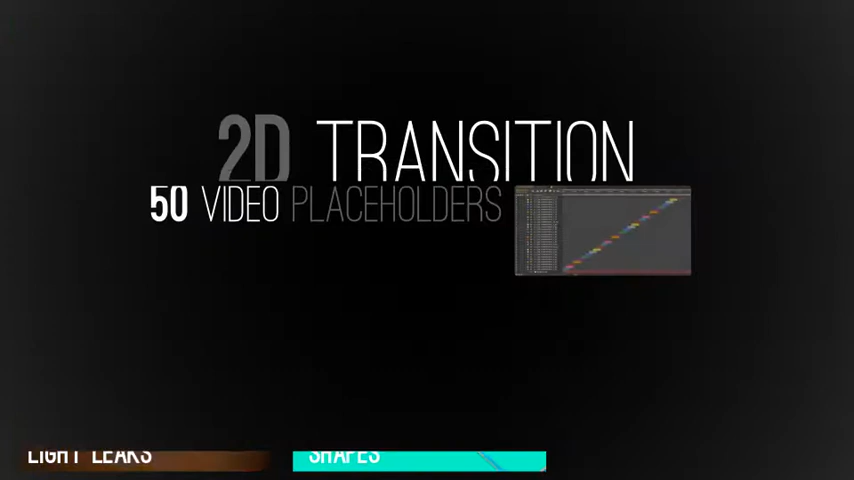 2D TRANSITION
50 VIDEO PLACEHOLDERS
LIGHT LEAKS
SHAPES